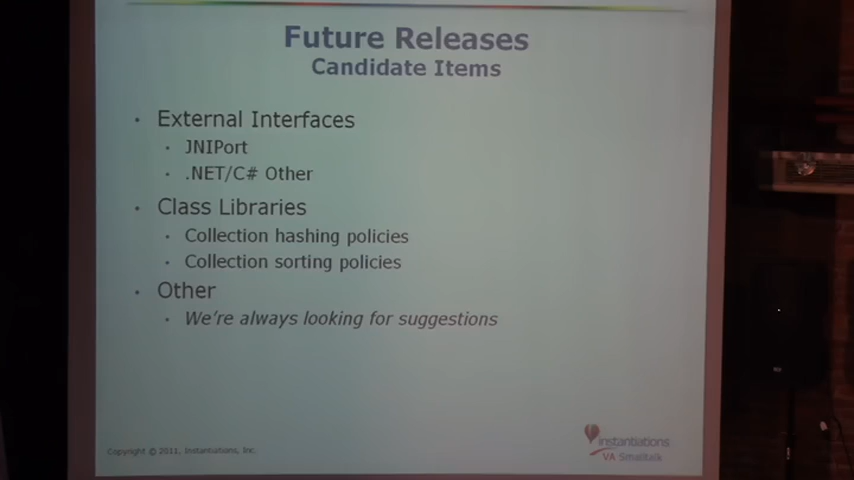 Future Releases
Candidate Items
• External Interfaces
• JNIPort
• .NET/C# Other
• Class Libraries
• Collection hashing policies
• Collection sorting policies
• Other
• We're always looking for suggestions
Copyright © 2011, Instantiations, Inc.
instantiations
VA Smalltalk